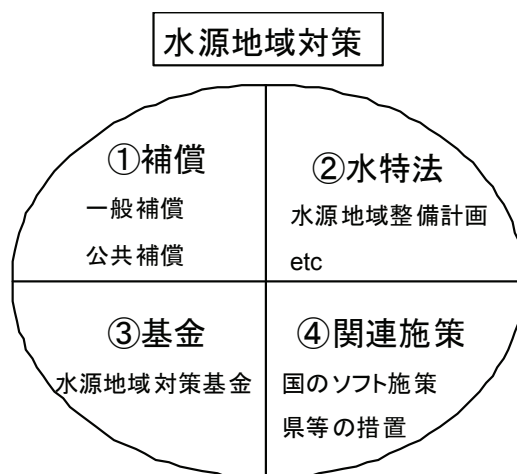 水源地域対策
①補償
一般補償
公共補償
②水特法
水源地域整備計画
etc
③基金
水源地域対策基金
④関連施策
国のソフト施策
県等の措置